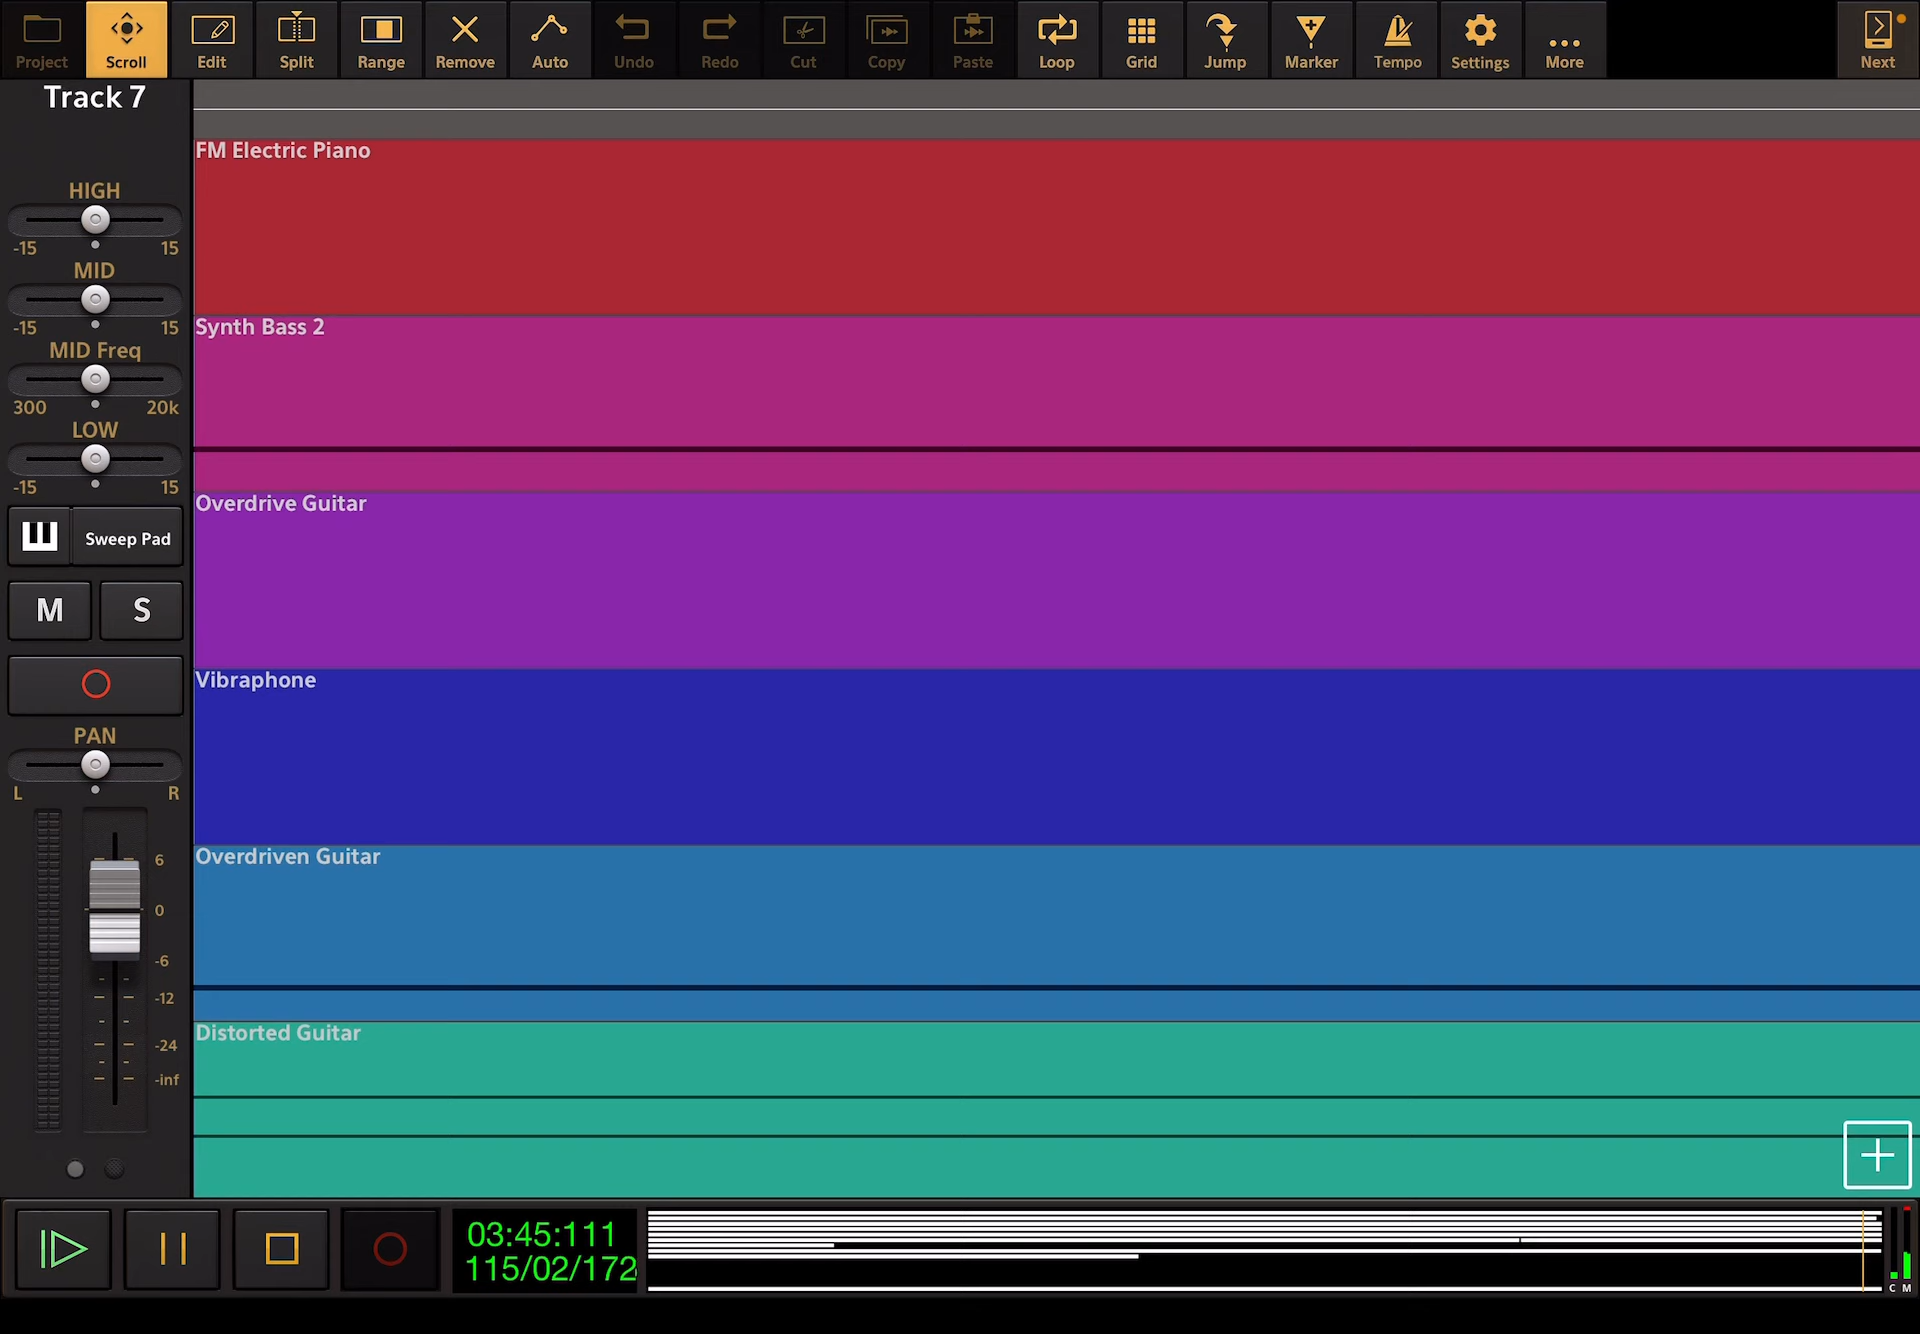 Project Scroll Edit Split Range Remove Auto Undo Redo Cut Copy Paste Loop Grid Jump Marker Tempo Settings More Next
Track 7
HIGH
-15 15
MID
-15 15
MID Freq
300 20k
LOW
-15 15
Sweep Pad
M S
PAN
L R
6
0
-6
-12
-24
-inf
FM Electric Piano
Synth Bass 2
Overdrive Guitar
Vibraphone
Overdriven Guitar
Distorted Guitar
03:45:111
115/02/172
C M